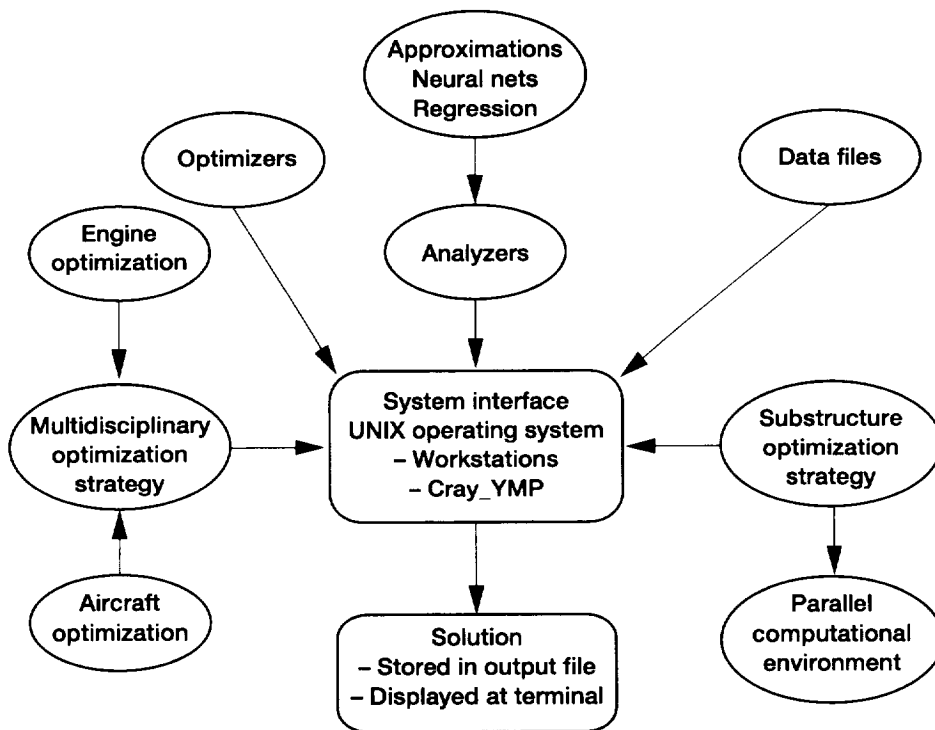 Approximations
Neural nets
Regression
Optimizers
Data files
Engine
optimization
Analyzers
System interface
UNIX operating system
– Workstations
– Cray_YMP
Multidisciplinary
optimization
strategy
Substructure
optimization
strategy
Aircraft
optimization
Solution
– Stored in output file
– Displayed at terminal
Parallel
computational
environment